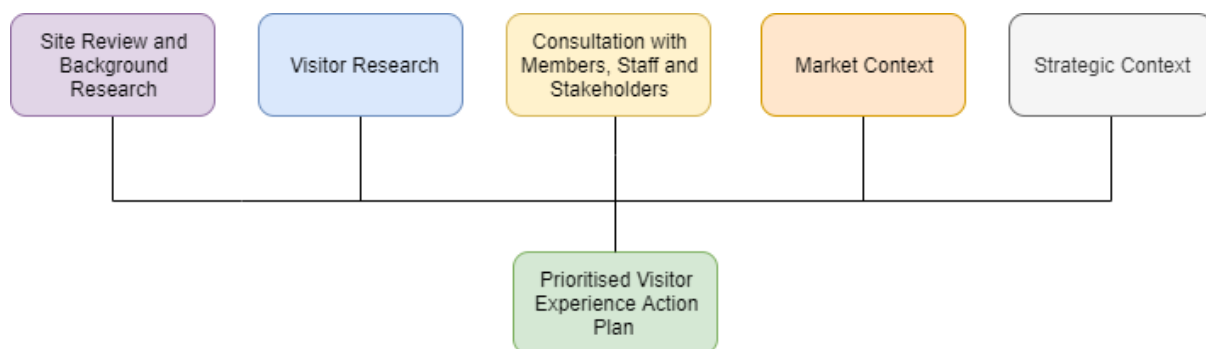 Site Review and
Background
Research
Visitor Research
Consultation with
Members, Staff and
Stakeholders
Market Context
Strategic Context
Prioritised Visitor
Experience Action
Plan